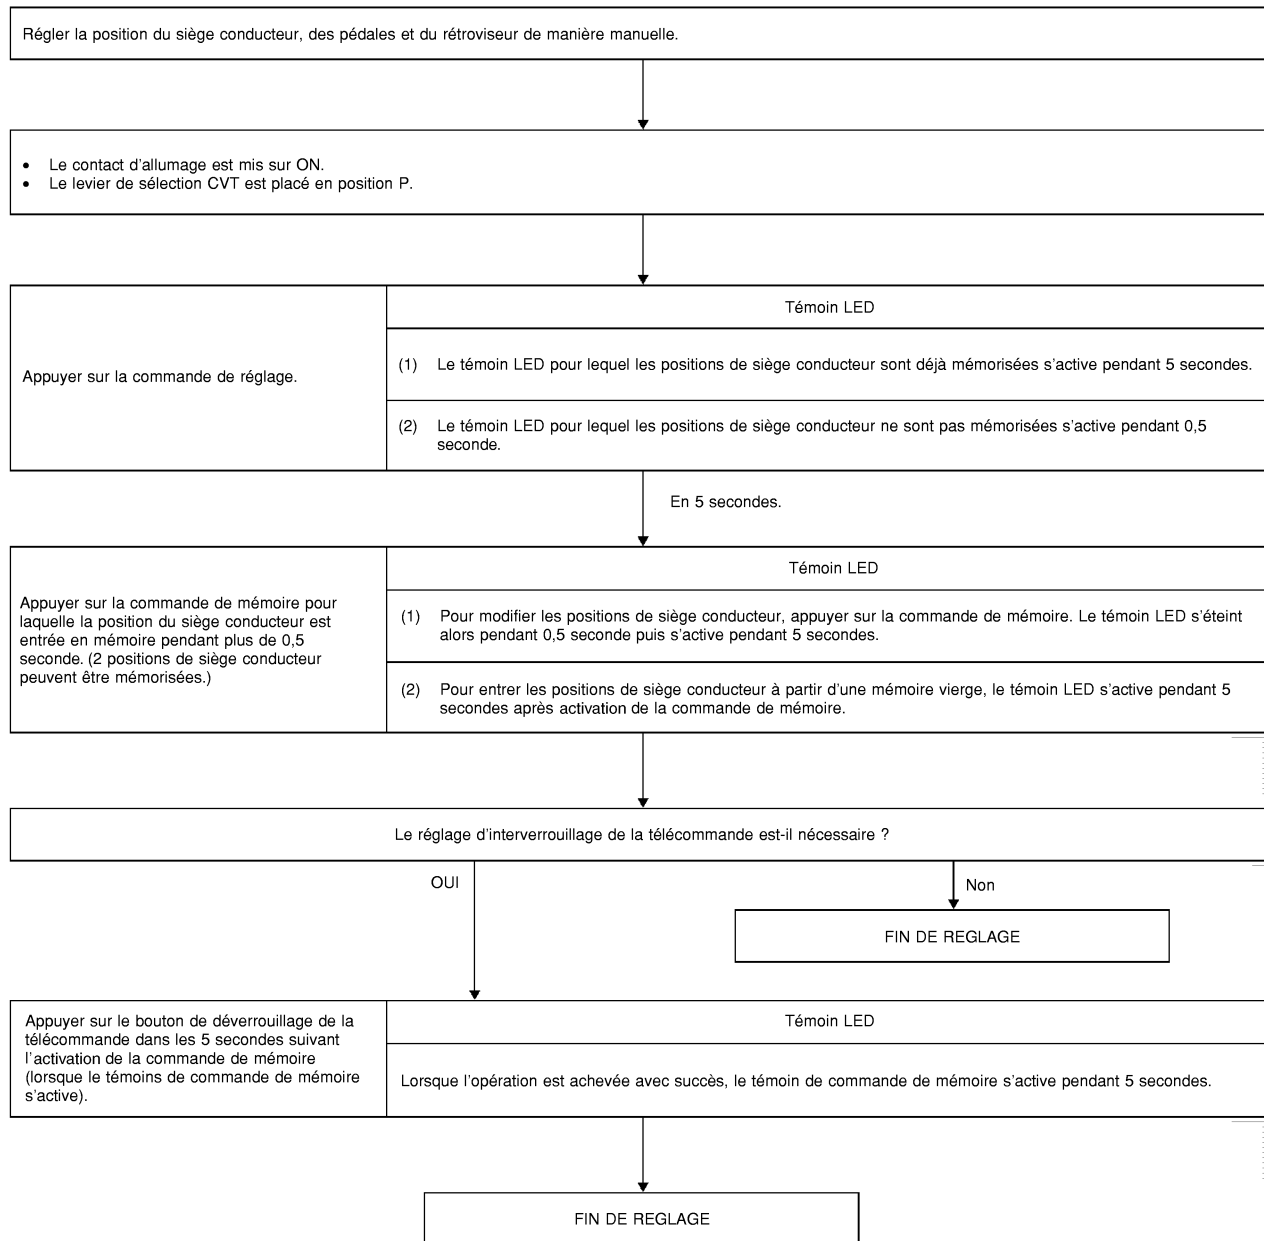 Régler la position du siège conducteur, des pédales et du rétroviseur de manière manuelle.
• Le contact d'allumage est mis sur ON.
• Le levier de sélection CVT est placé en position P.
Appuyer sur la commande de réglage.
Témoin LED
(1) Le témoin LED pour lequel les positions de siège conducteur sont déjà mémorisées s'active pendant 5 secondes.
(2) Le témoin LED pour lequel les positions de siège conducteur ne sont pas mémorisées s'active pendant 0,5
seconde.
En 5 secondes.
Appuyer sur la commande de mémoire pour
laquelle la position du siège conducteur est
entrée en mémoire pendant plus de 0,5
seconde. (2 positions de siège conducteur
peuvent être mémorisées.)
Témoin LED
(1) Pour modifier les positions de siège conducteur, appuyer sur la commande de mémoire. Le témoin LED s'éteint
alors pendant 0,5 seconde puis s'active pendant 5 secondes.
(2) Pour entrer les positions de siège conducteur à partir d'une mémoire vierge, le témoin LED s'active pendant 5
secondes après activation de la commande de mémoire.
Le réglage d'interverrouillage de la télécommande est-il nécessaire ?
OUI
Non
FIN DE REGLAGE
Appuyer sur le bouton de déverrouillage de la
télécommande dans les 5 secondes suivant
l'activation de la commande de mémoire
(lorsque le témoins de commande de mémoire
s'active).
Témoin LED
Lorsque l'opération est achevée avec succès, le témoin de commande de mémoire s'active pendant 5 secondes.
FIN DE REGLAGE